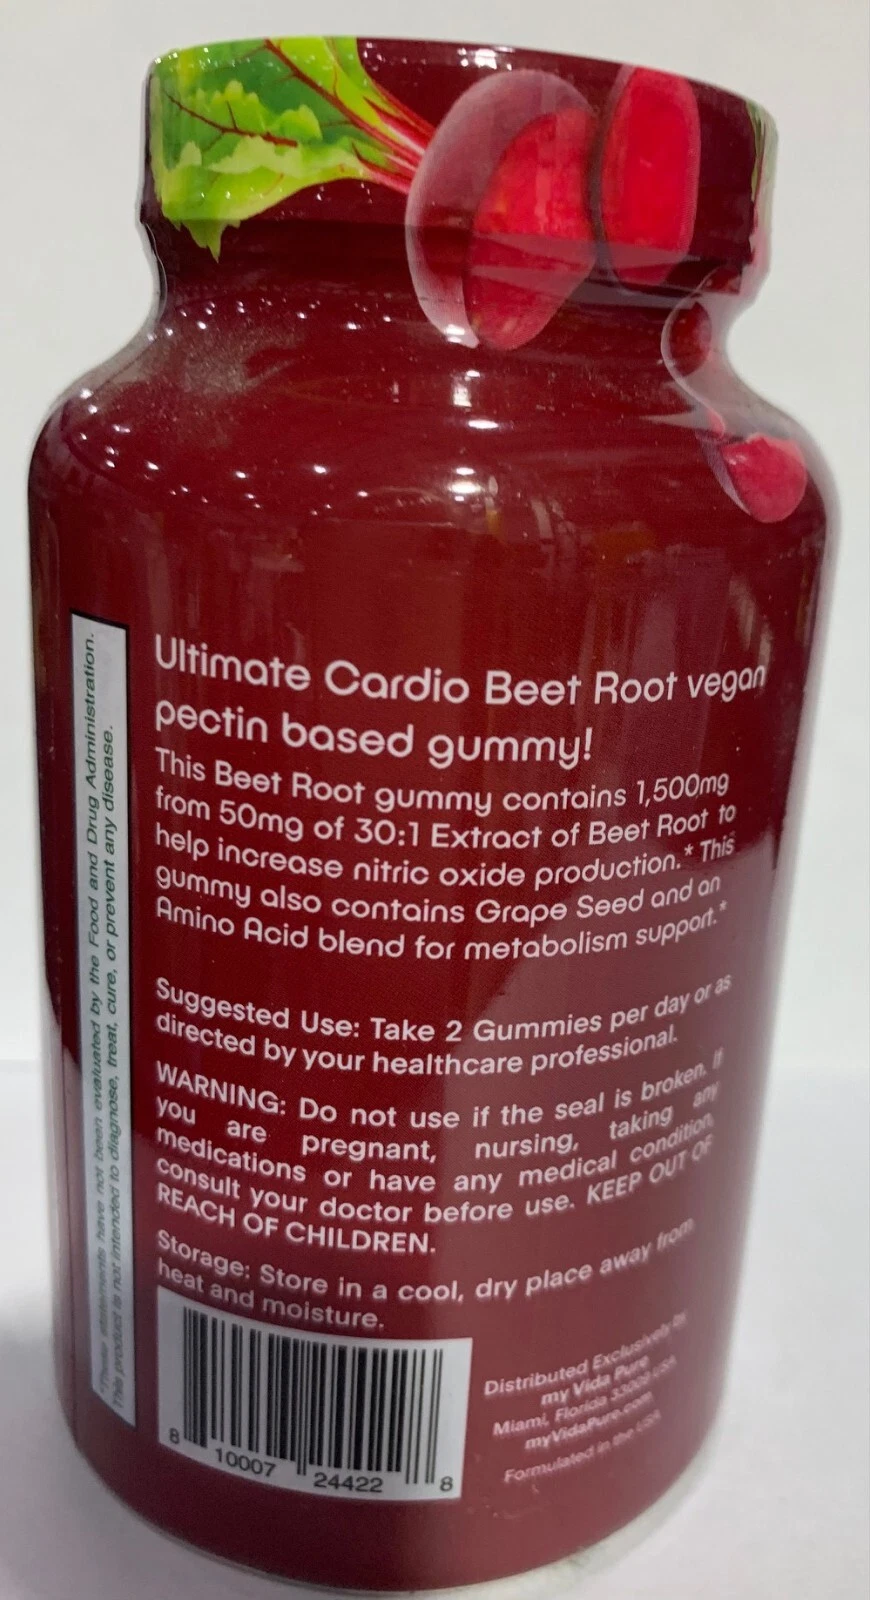 Ultimate Cardio Beet Root vegan
pectin based gummy!
This Beet Root gummy contains 1,500mg
from 50mg of 30:1 Extract of Beet Root to
help increase nitric oxide production.* This
gummy also contains Grape Seed and an
Amino Acid blend for metabolism support.*
Suggested Use: Take 2 Gummies per day or as
directed by your healthcare professional.
WARNING: Do not use if the seal is broken. If
you are pregnant, nursing, taking any
medications or have any medical condition,
consult your doctor before use. KEEP OUT OF
REACH OF CHILDREN.
Storage: Store in a cool, dry place away from
heat and moisture.
*These statements have not been evaluated by the Food and Drug Administration.
This product is not intended to diagnose, treat, cure, or prevent any disease.
8 10007 24422 8
Distributed Exclusively By
my Vida Pure
Miami, Florida 33009 USA
myVidaPure.com
Formulated in the USA